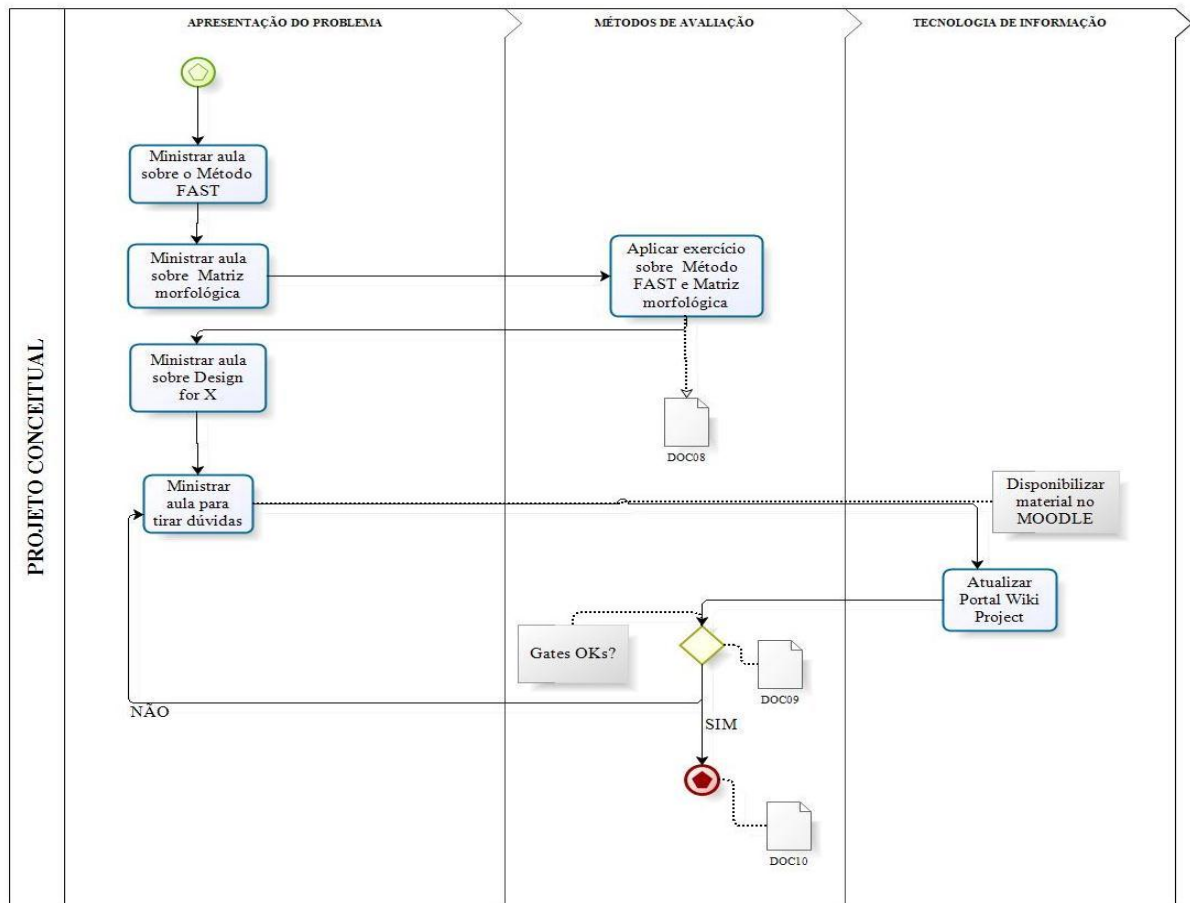 APRESENTAÇÃO DO PROBLEMA
MÉTODOS DE AVALIAÇÃO
TECNOLOGIA DE INFORMAÇÃO
PROJETO CONCEITUAL
Ministrar aula
sobre o Método
FAST
Ministrar aula
sobre Matriz
morfológica
Aplicar exercício
sobre Método
FAST e Matriz
morfológica
Ministrar aula
sobre Design
for X
DOC08
Ministrar
aula para
tirar dúvidas
Disponibilizar
material no
MOODLE
Atualizar
Portal Wiki
Project
Gates OKs?
DOC09
NÃO
SIM
DOC10